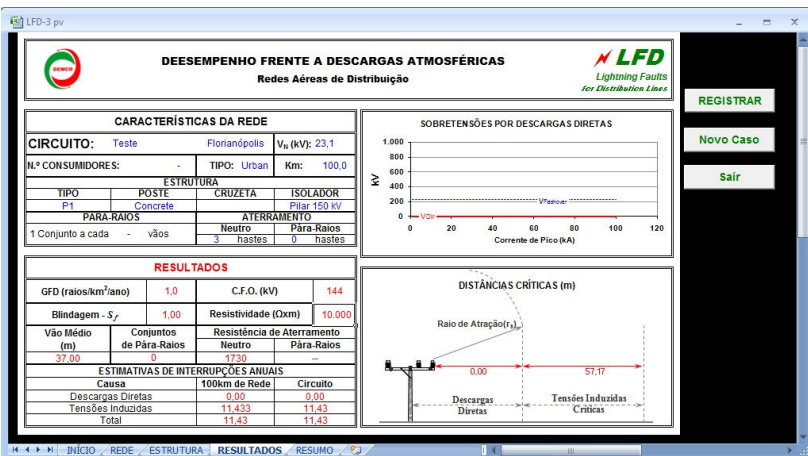 LFD-3 pv
GEMCO
DEESEMPENHO FRENTE A DESCARGAS ATMOSFÉRICAS
Redes Aéreas de Distribuição
LFD
Lightning Faults
for Distribution Lines
REGISTRAR
Novo Caso
Sair
CARACTERÍSTICAS DA REDE
CIRCUITO: Teste Florianópolis VN (kV): 23,1
N.º CONSUMIDORES: - TIPO: Urban Km: 100,0
ESTRUTURA
TIPO POSTE CRUZETA ISOLADOR
P1 Concrete Pilar 150 kV
PARA-RAIOS ATERRAMENTO
1 Conjunto a cada - vãos
Neutro Pára-Raios
3 hastes 0 hastes
SOBRETENSÕES POR DESCARGAS DIRETAS
kV
1.000
800
600
400
200
0
VFlashover
VDir
0 20 40 60 80 100 120
Corrente de Pico (kA)
RESULTADOS
GFD (raios/km²/ano) 1,0 C.F.O. (kV) 144
Blindagem - Sf 1,00 Resistividade (Ωxm) 10.000
Vão Médio (m) Conjuntos de Pára-Raios Resistência de Aterramento
Neutro Pára-Raios
37,00 0 1730 --
ESTIMATIVAS DE INTERRUPÇÕES ANUAIS
Causa 100km de Rede Circuito
Descargas Diretas 0,00 0,00
Tensões Induzidas 11,433 11,43
Total 11,43 11,43
DISTÂNCIAS CRÍTICAS (m)
Raio de Atração(rs)
0,00 57,17
Descargas Diretas
Tensões Induzidas Críticas
INÍCIO REDE ESTRUTURA RESULTADOS RESUMO